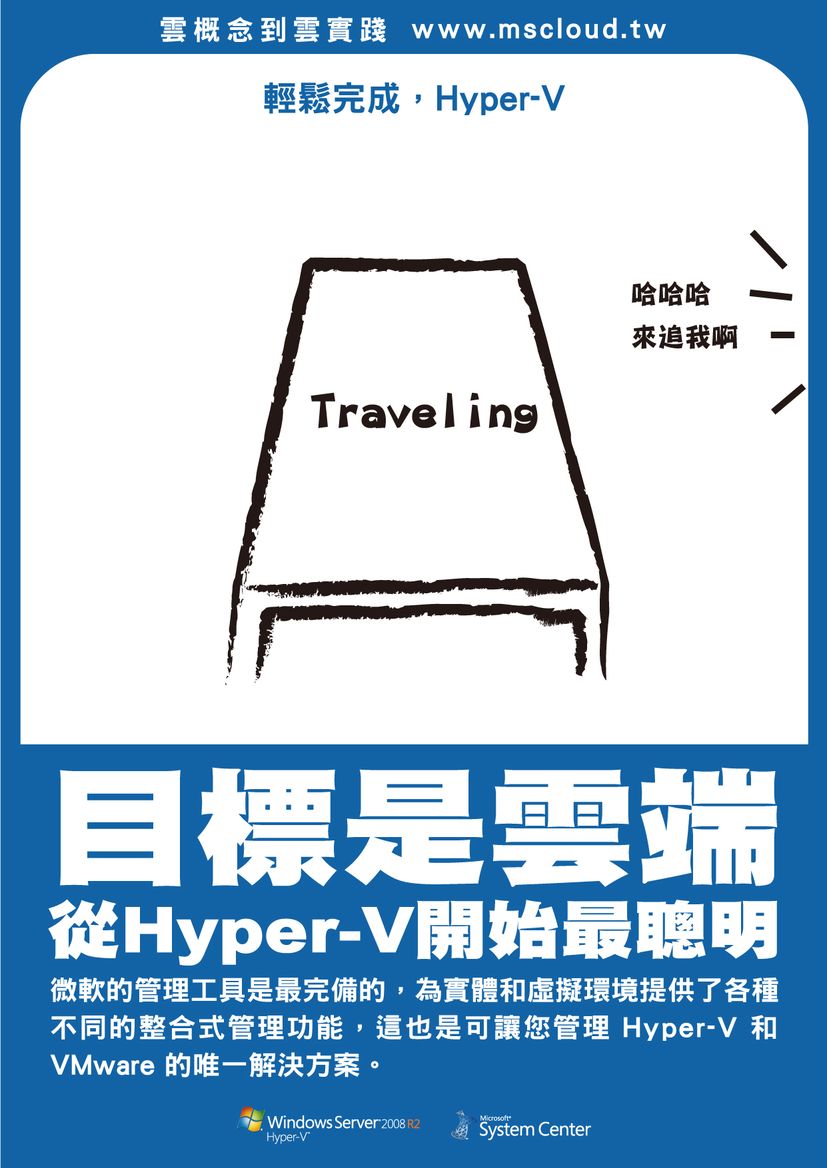 雲概念到雲實踐 www.mscloud.tw
輕鬆完成，Hyper-V
哈哈哈
來追我啊
Traveling
目標是雲端
從Hyper-V開始最聰明
微軟的管理工具是最完備的，為實體和虛擬環境提供了各種
不同的整合式管理功能，這也是可讓您管理 Hyper-V 和
VMware 的唯一解決方案。
Windows Server 2008 R2
Hyper-V™
Microsoft®
System Center